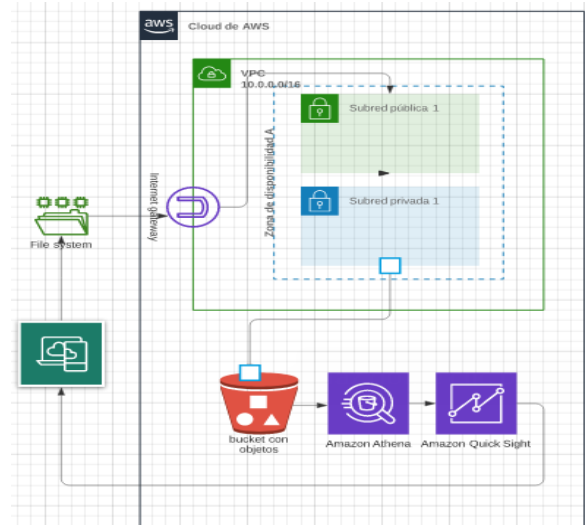 aws
Cloud de AWS
VPC
10.0.0.0/16
Subred pública 1
Zona de disponibilidad A
Subred privada 1
Internet gateway
File system
bucket con
objetos
Amazon Athena
Amazon Quick Sight